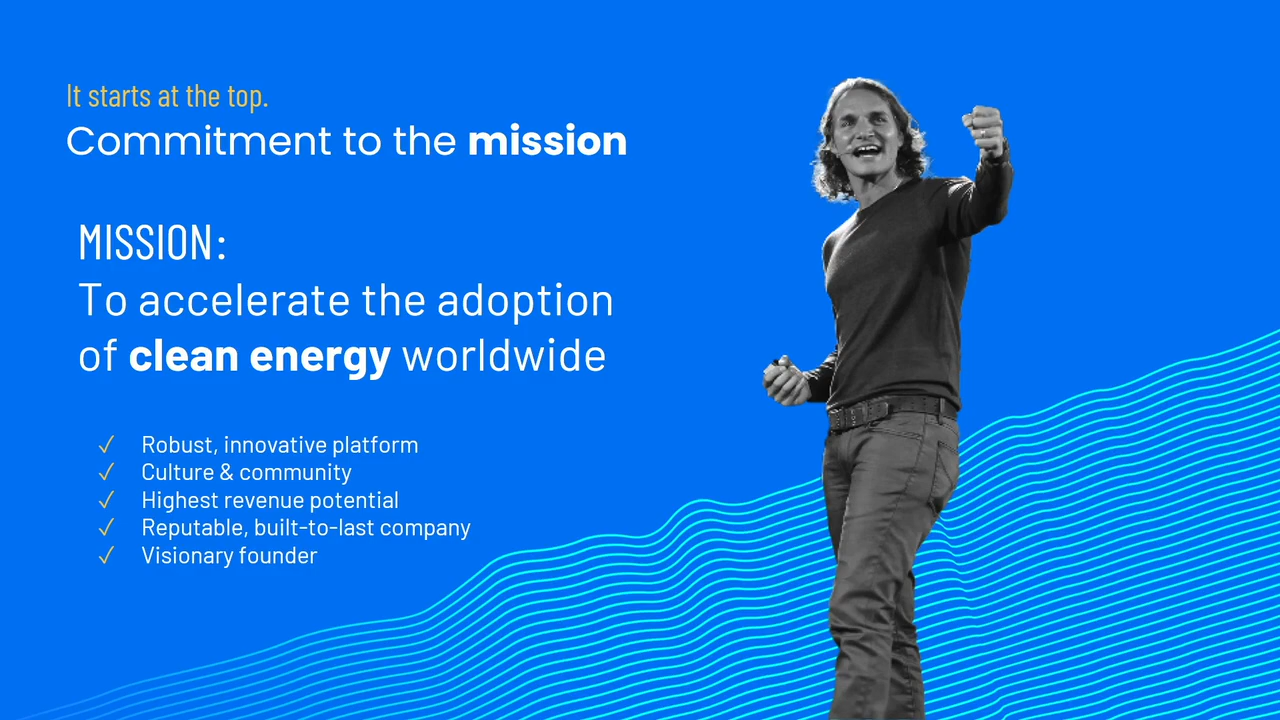 It starts at the top.
Commitment to the mission
MISSION:
To accelerate the adoption
of clean energy worldwide
✓ Robust, innovative platform
✓ Culture & community
✓ Highest revenue potential
✓ Reputable, built-to-last company
✓ Visionary founder